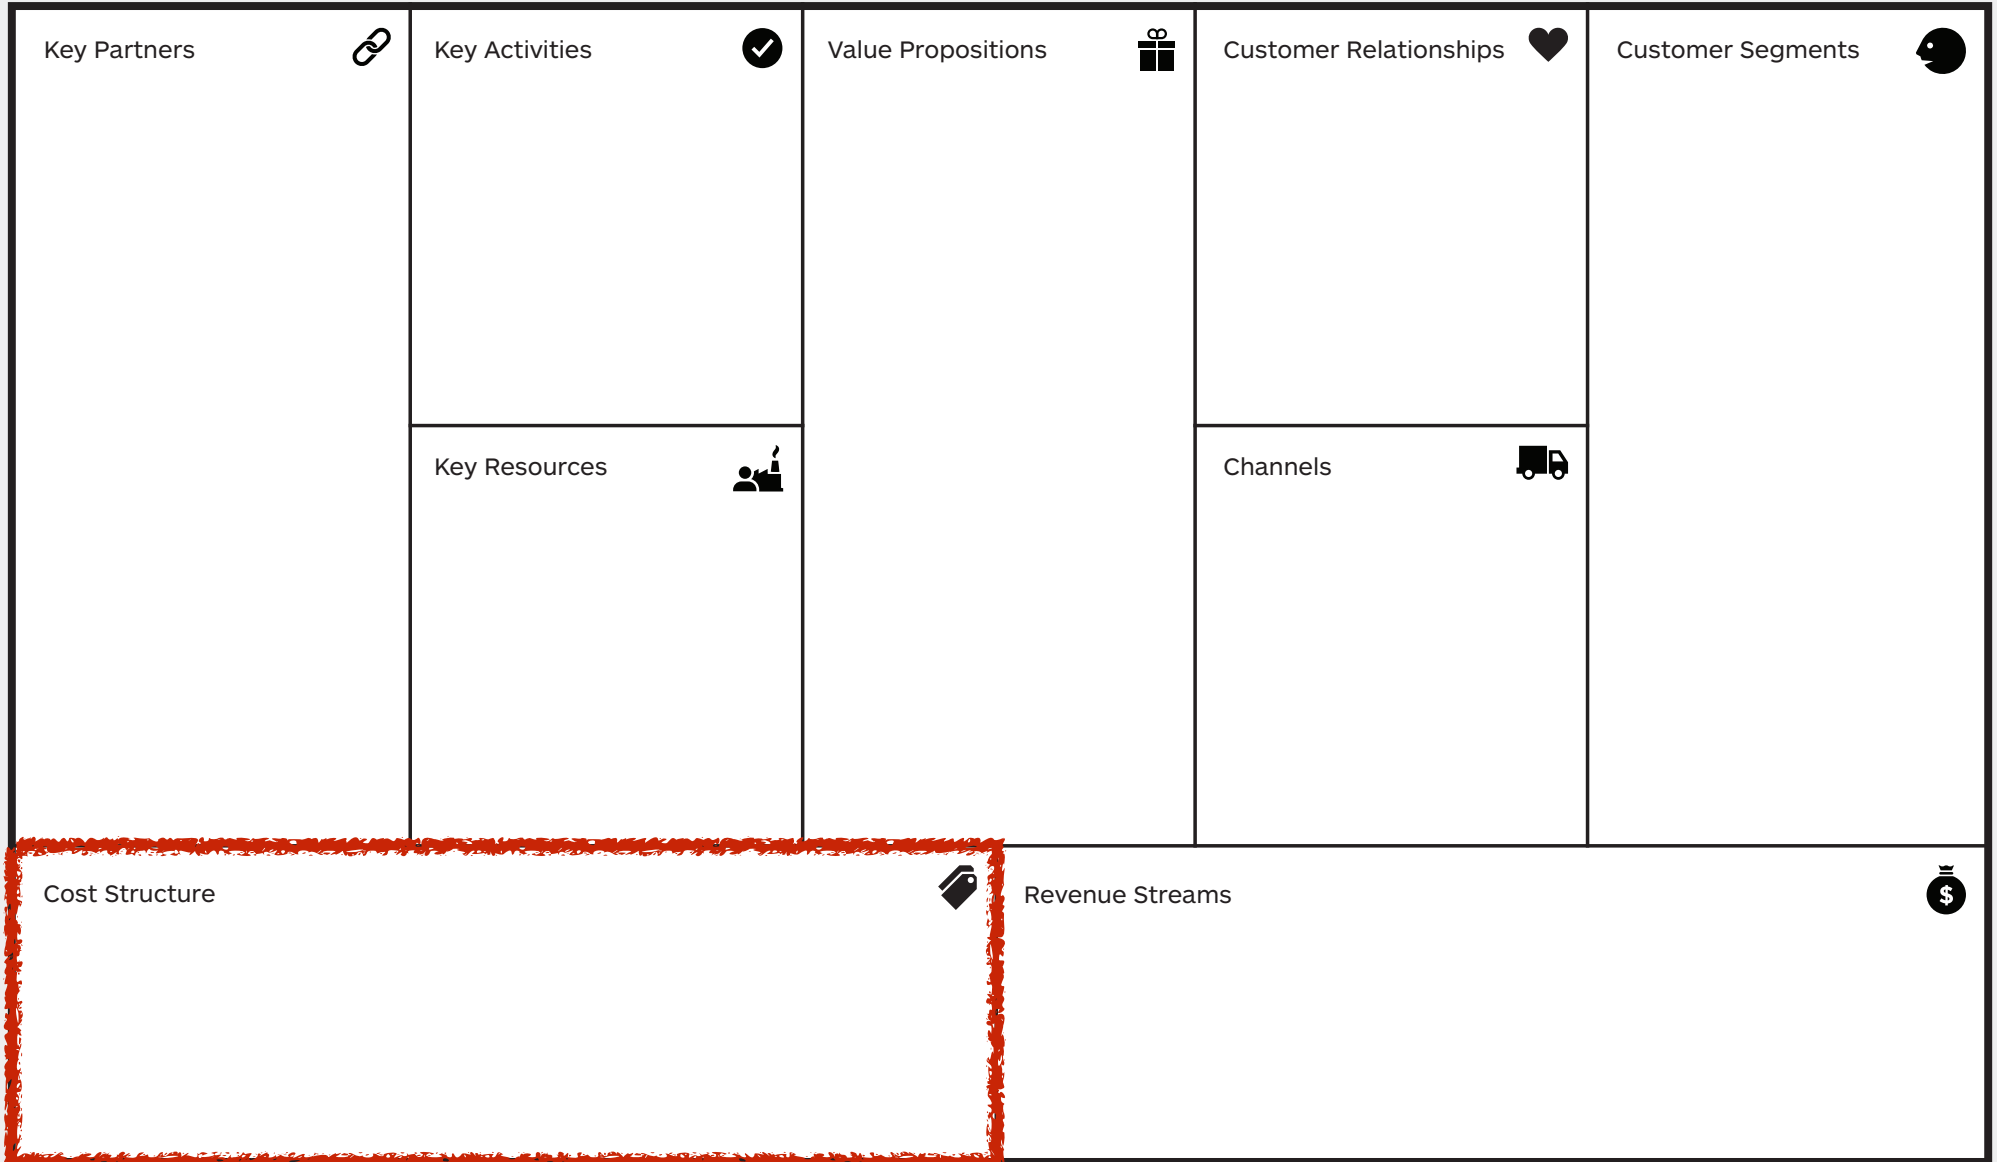 Key Partners
Key Activities
Value Propositions
Customer Relationships
Customer Segments
Key Resources
Channels
Cost Structure
Revenue Streams
$